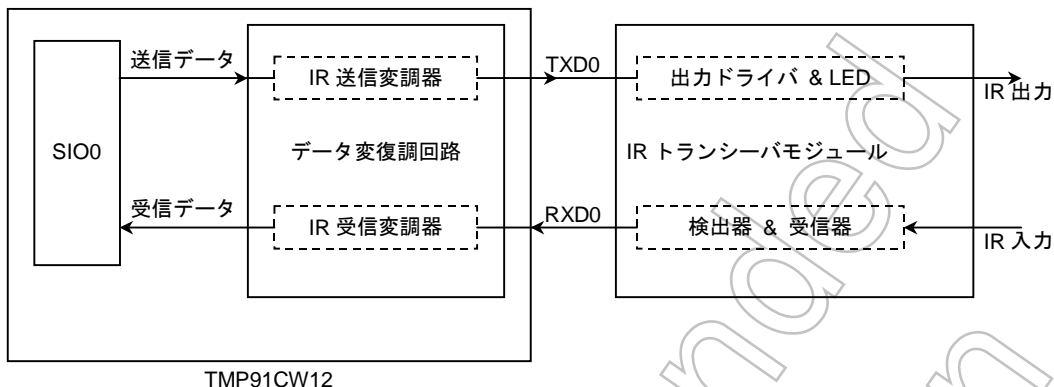 送信データ
IR 送信変調器
TXD0
出力ドライバ & LED
IR 出力
SIO0
データ変復調回路
IR トランシーバモジュール
受信データ
IR 受信変調器
RXD0
検出器 & 受信器
IR 入力
TMP91CW12